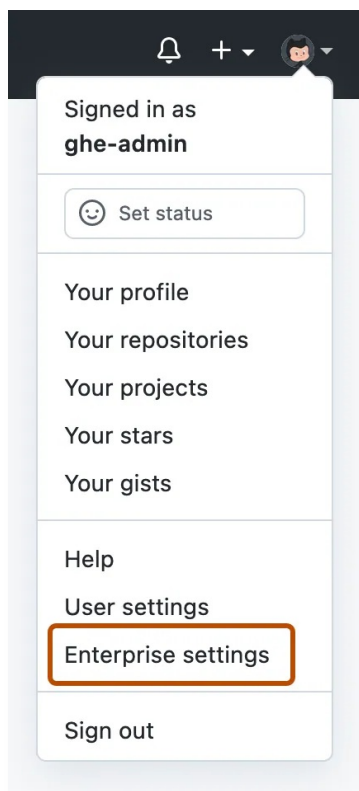 Signed in as
ghe-admin
Set status
Your profile
Your repositories
Your projects
Your stars
Your gists
Help
User settings
Enterprise settings
Sign out